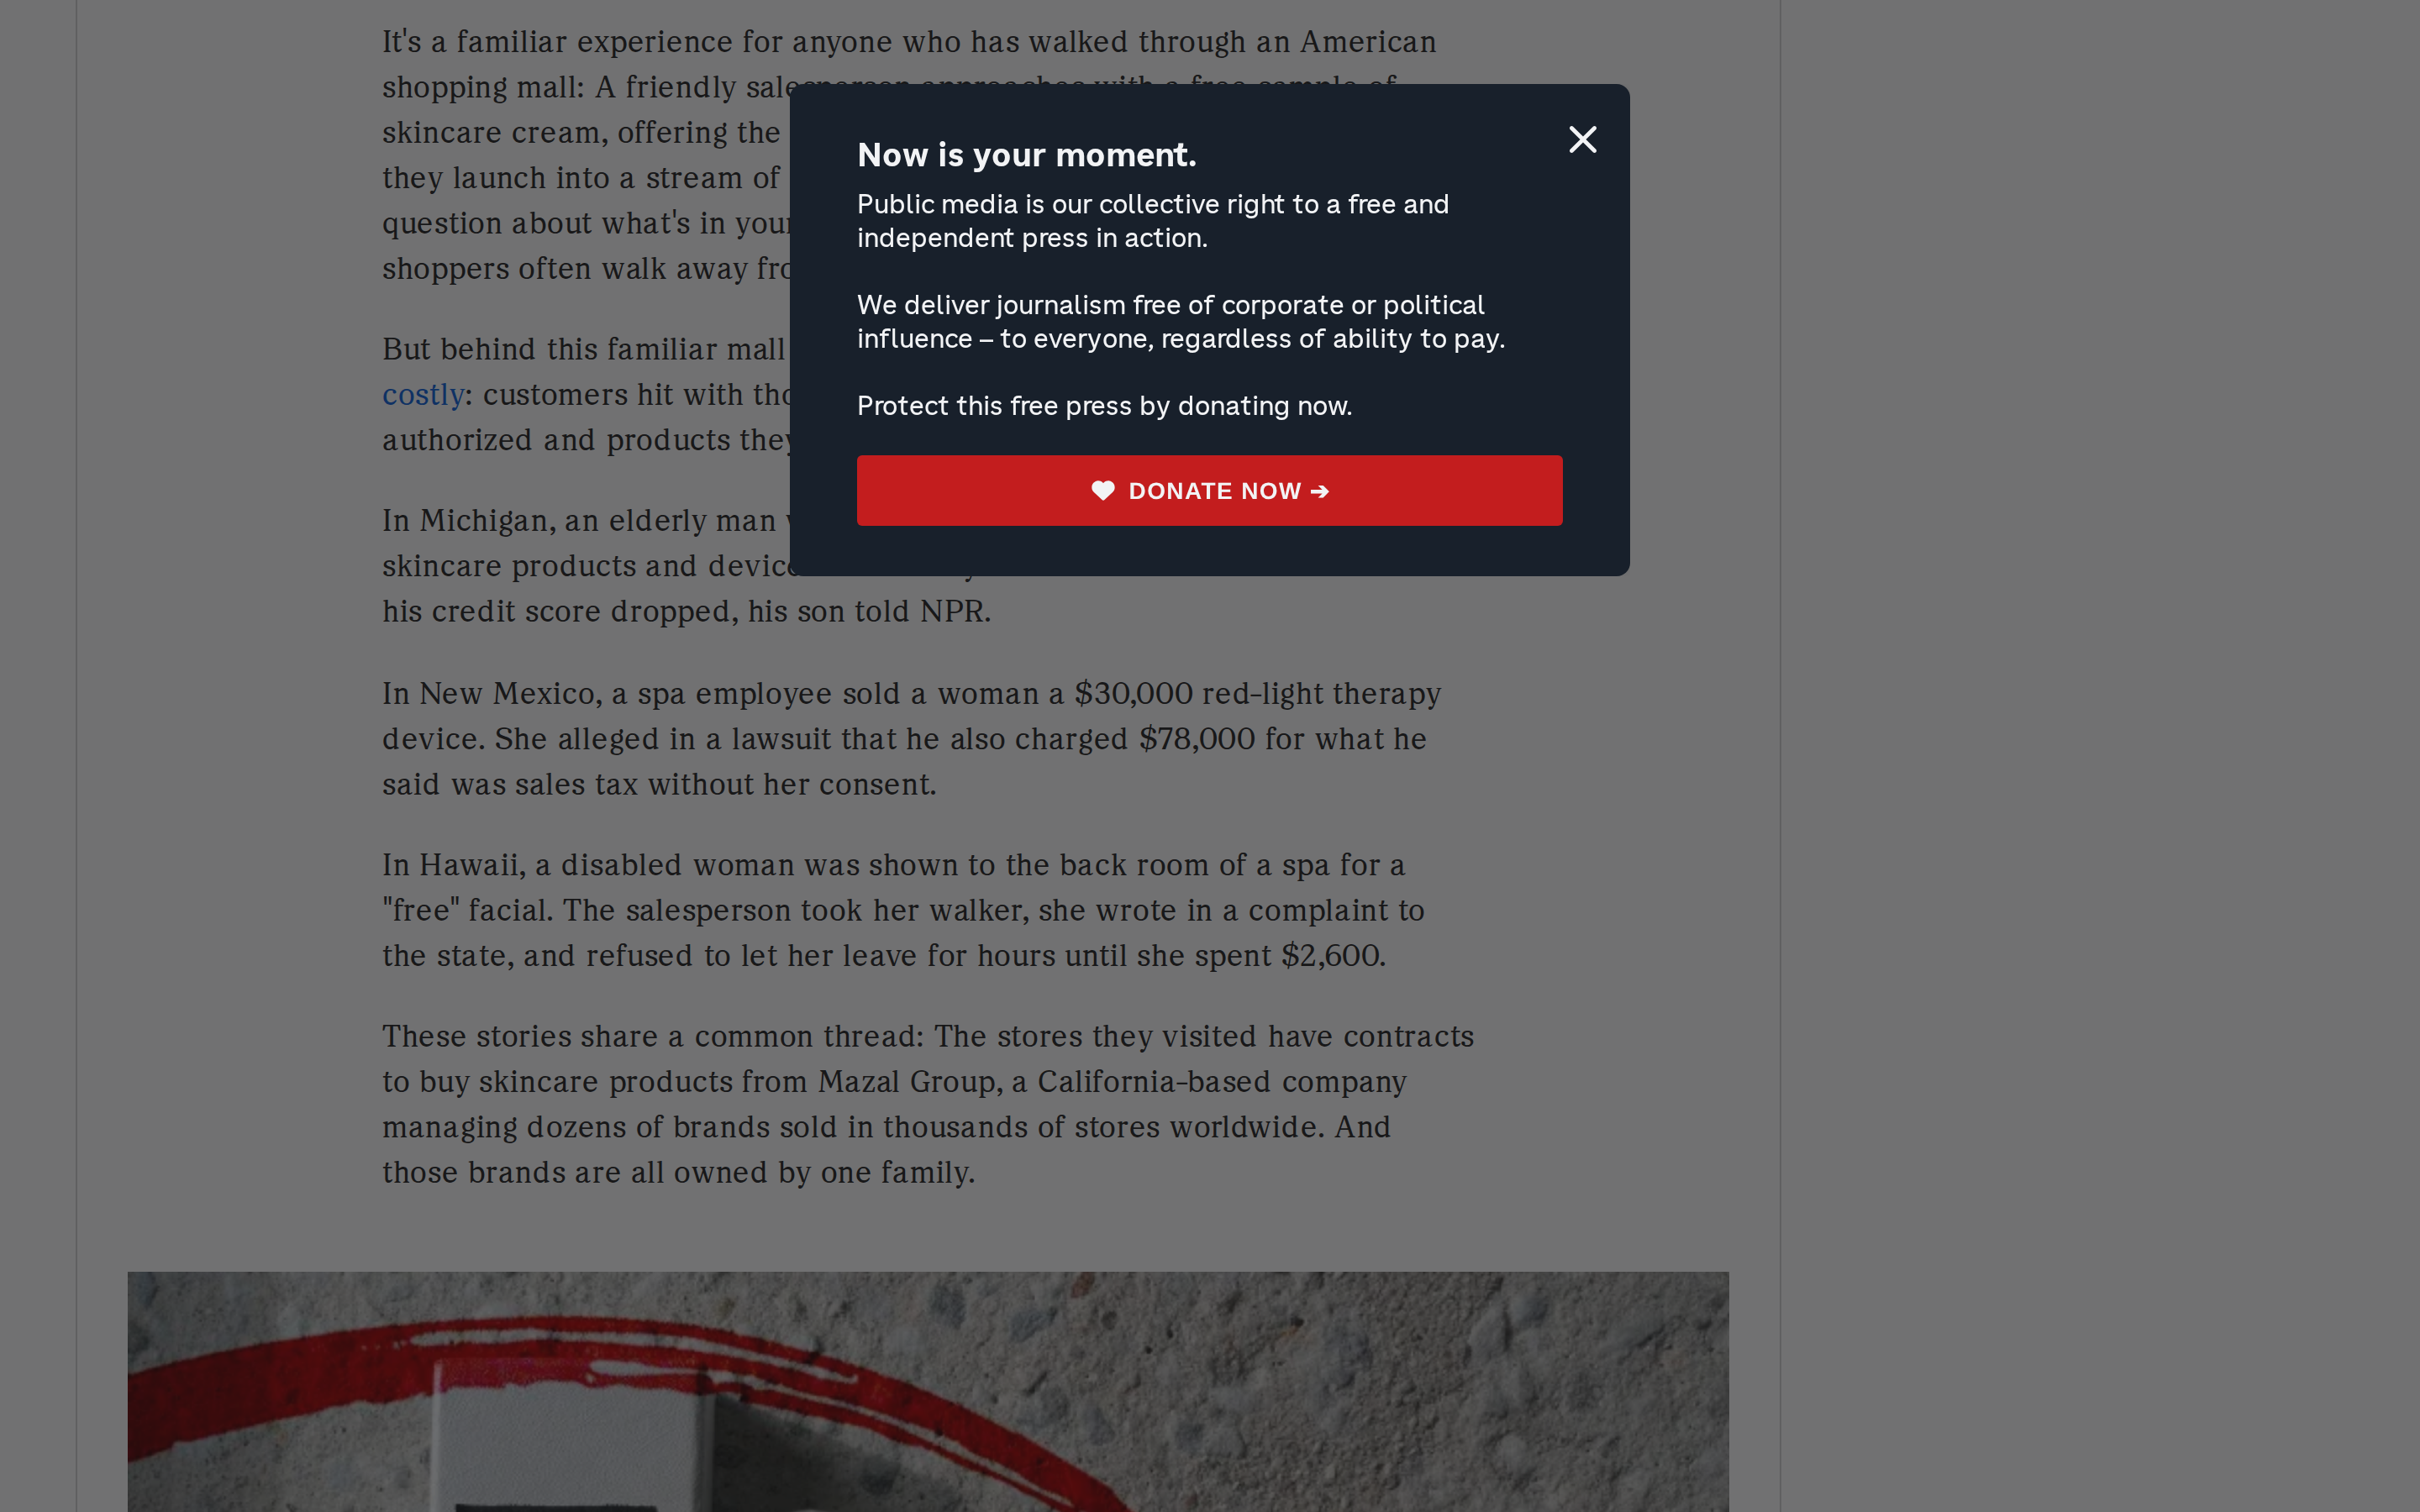 It's a familiar experience for anyone who has walked through an American
shopping mall: A friendly salesperson approaches with a free sample of
skincare cream, offering the
they launch into a stream of
question about what's in your
shoppers often walk away
But behind this familiar mall
costly: customers hit with
authorized and products they
In Michigan, an elderly man
skincare products and
his credit score dropped, his son told NPR.
In New Mexico, a spa employee sold a woman a $30,000 red-light therapy
device. She alleged in a lawsuit that he also charged $78,000 for what he
said was sales tax without her consent.
In Hawaii, a disabled woman was shown to the back room of a spa for a
"free" facial. The salesperson took her walker, she wrote in a complaint to
the state, and refused to let her leave for hours until she spent $2,600.
These stories share a common thread: The stores they visited have contracts
to buy skincare products from Mazal Group, a California-based company
managing dozens of brands sold in thousands of stores worldwide. And
those brands are all owned by one family.
Now is your moment.
Public media is our collective right to a free and
independent press in action.
We deliver journalism free of corporate or political
influence – to everyone, regardless of ability to pay.
Protect this free press by donating now.
DONATE NOW ➔